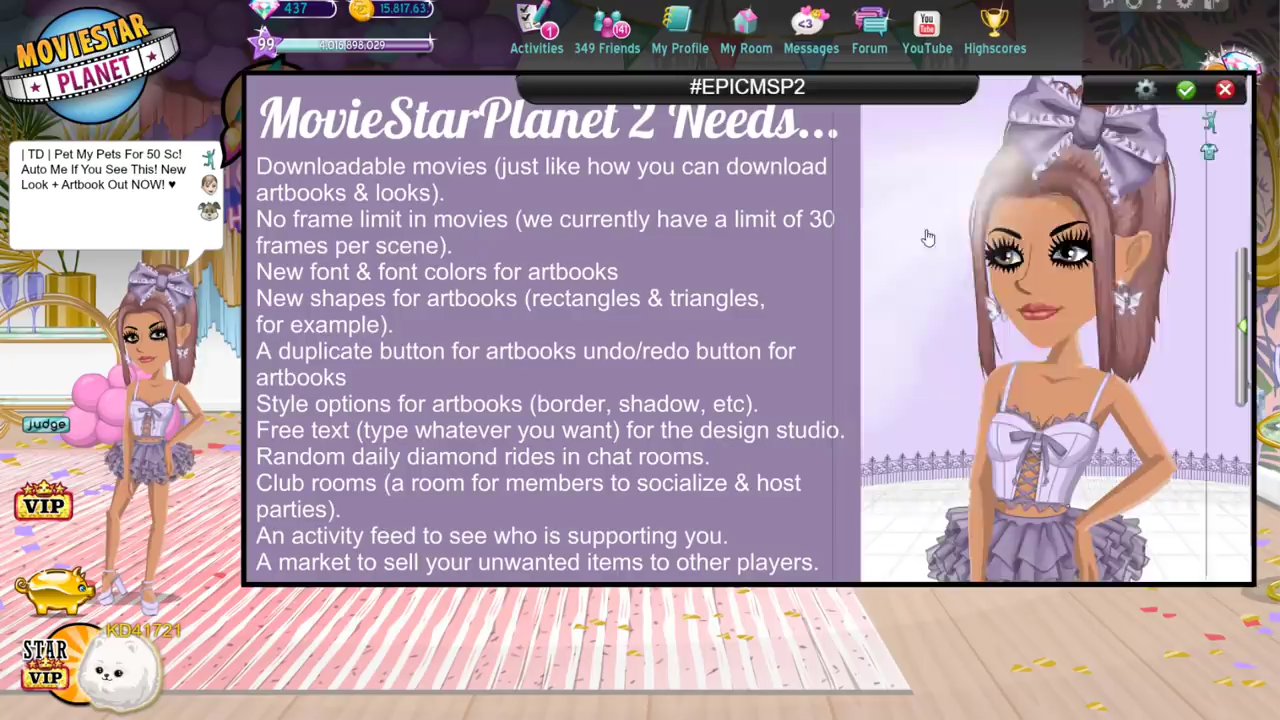 437
15.817,63
99
4,016,898,029
MOVIESTAR
PLANET
1
141
<3
You
Tube
Activities
349 Friends
My Profile
My Room
Messages
Forum
YouTube
Highscores
#EPICMSP2
| TD | Pet My Pets For 50 Sc!
Auto Me If You See This! New
Look + Artbook Out NOW! ♥
MovieStarPlanet 2 Needs...
Downloadable movies (just like how you can download
artbooks & looks).
No frame limit in movies (we currently have a limit of 30
frames per scene).
New font & font colors for artbooks
New shapes for artbooks (rectangles & triangles,
for example).
A duplicate button for artbooks undo/redo button for
artbooks
Style options for artbooks (border, shadow, etc).
Free text (type whatever you want) for the design studio.
Random daily diamond rides in chat rooms.
Club rooms (a room for members to socialize & host
parties).
An activity feed to see who is supporting you.
A market to sell your unwanted items to other players.
judge
VIP
KD41721
STAR
VIP